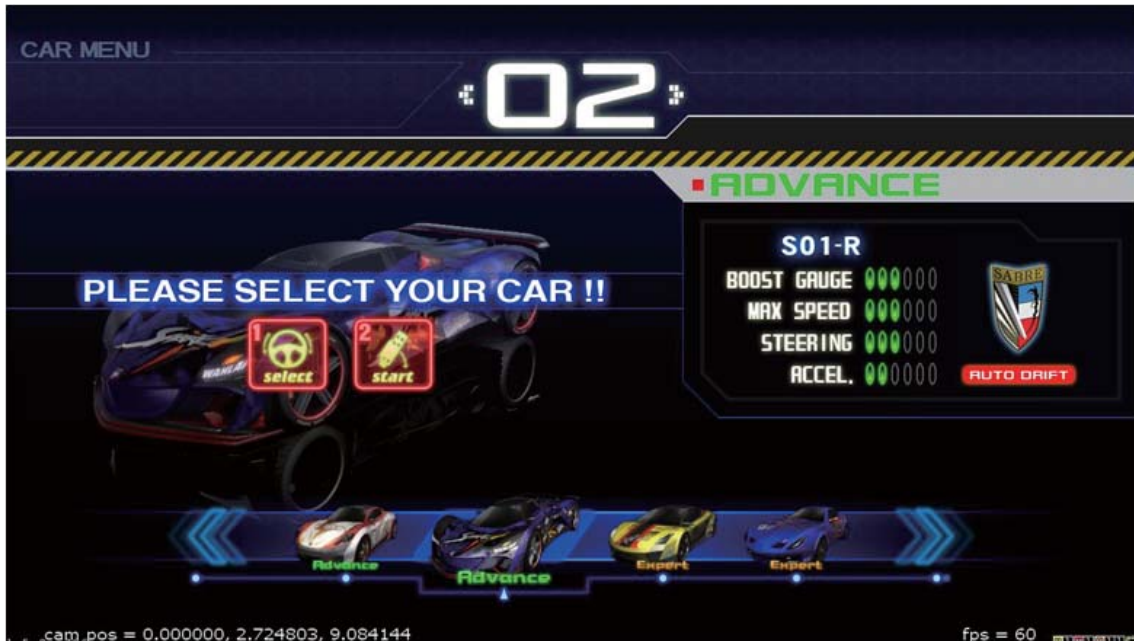 CAR MENU
02
ADVANCE
S01-R
BOOST GAUGE
MAX SPEED
STEERING
ACCEL.
SABRE
AUTO DRIFT
PLEASE SELECT YOUR CAR !!
1
select
2
start
Advance
Advance
Expert
Expert
cam pos = 0.000000, 2.724803, 9.084144
fps = 60